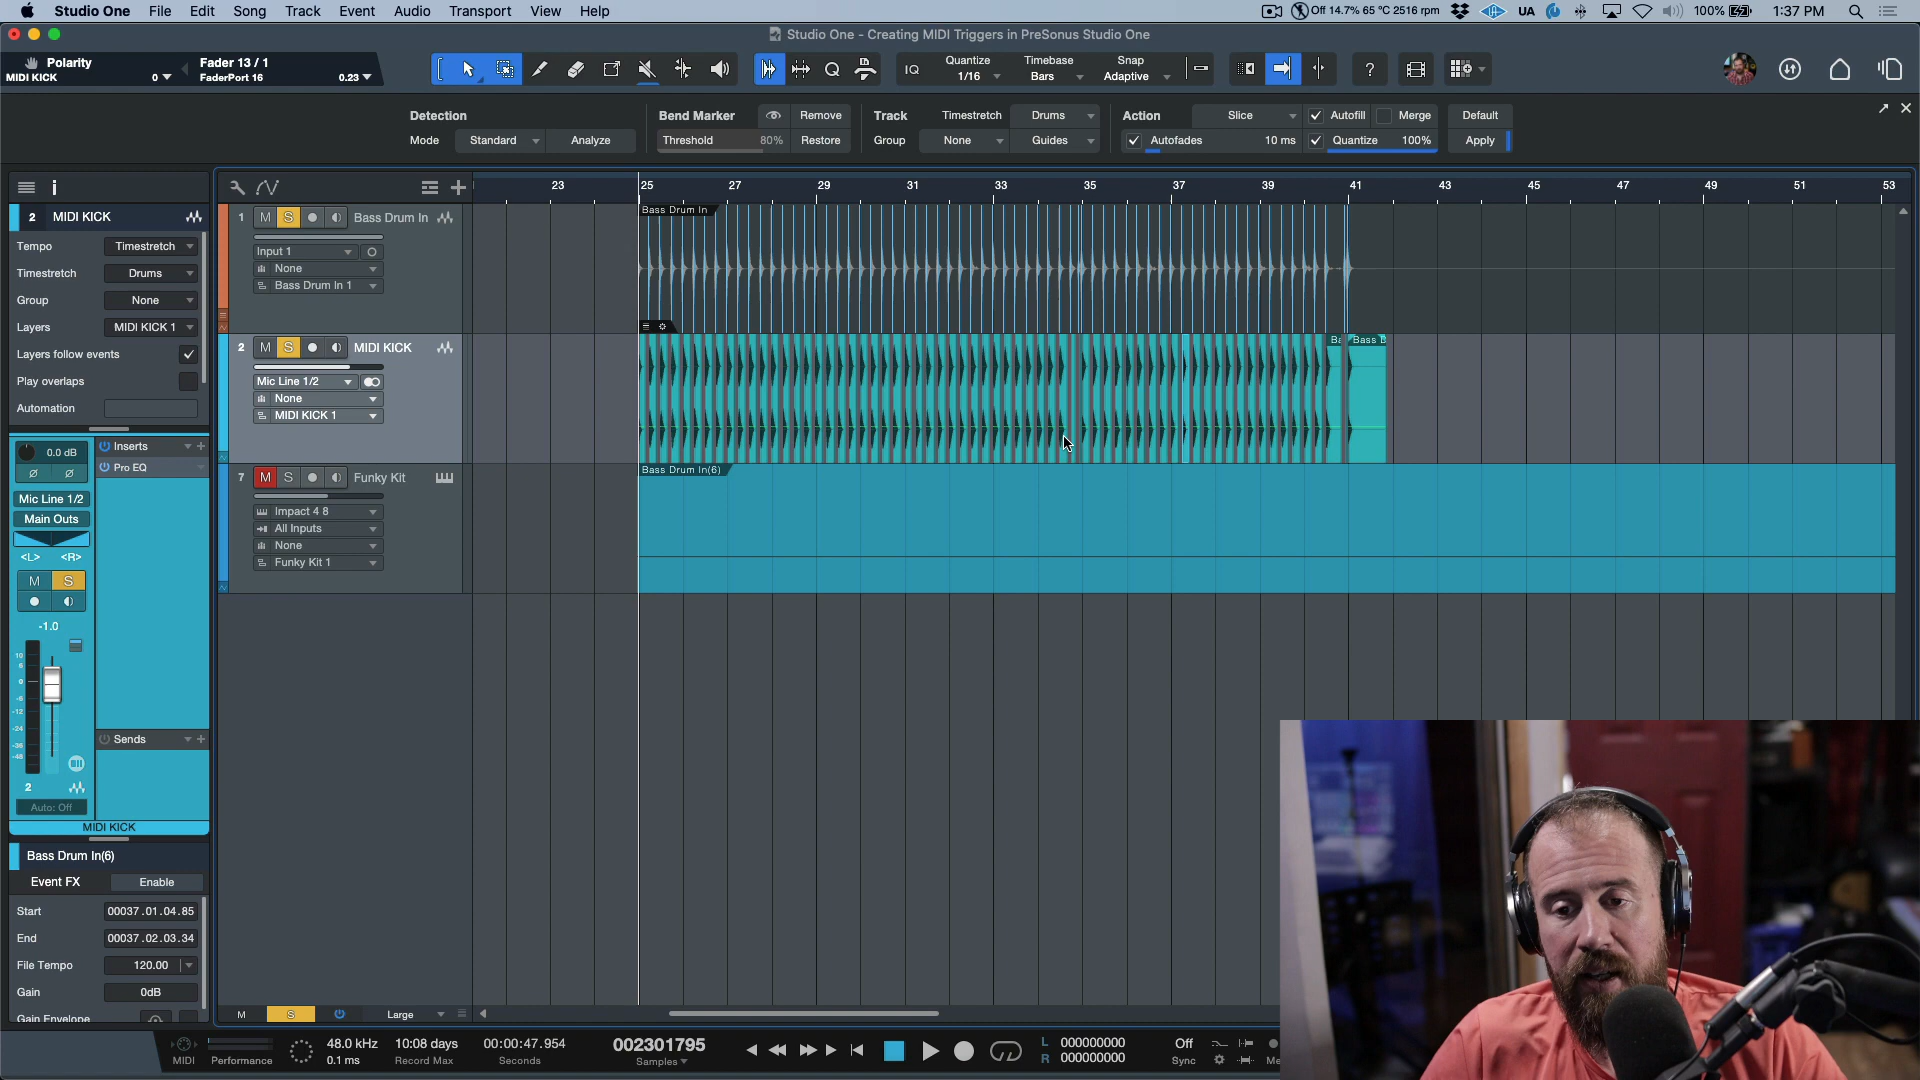 Studio One File Edit Song Track Event Audio Transport View Help Off 14.7% 65 °C 2516 rpm UA 100% 1:37 PM
Studio One - Creating MIDI Triggers in PreSonus Studio One
Polarity Fader 13 / 1
MIDI KICK 0 FaderPort 16 0.23
IQ Quantize 1/16 Timebase Bars Snap Adaptive ?
Detection Bend Marker Remove Track Timestretch Drums Action Slice Autofill Merge Default
Mode Standard Analyze Threshold 80% Restore Group None Guides Autofades 10 ms Quantize 100% Apply
i 23 25 27 29 31 33 35 37 39 41 43 45 47 49 51 53
2 MIDI KICK
Tempo Timestretch
Timestretch Drums
Group None
Layers MIDI KICK 1
Layers follow events
Play overlaps
Automation
0.0 dB Inserts
Pro EQ
Mic Line 1/2
Main Outs
<L> <R>
M S
-1.0
10
6
0
-6
-12
-24
-36
-48
Sends
2
Auto: Off
MIDI KICK
Bass Drum In(6)
Event FX Enable
Start 00037.01.04.85
End 00037.02.03.34
File Tempo 120.00
Gain 0dB
Gain Envelope
1 M S Bass Drum In
Input 1
None
Bass Drum In 1
Bass Drum In
2 M S MIDI KICK
Mic Line 1/2
None
MIDI KICK 1
Ba Bass D
7 M S Funky Kit
Impact 4 8
All Inputs
None
Funky Kit 1
Bass Drum In(6)
M S Large
MIDI Performance 48.0 kHz 10:08 days 00:00:47.954 002301795 L 000000000 Off
0.1 ms Record Max Seconds Samples R 000000000 Sync Me